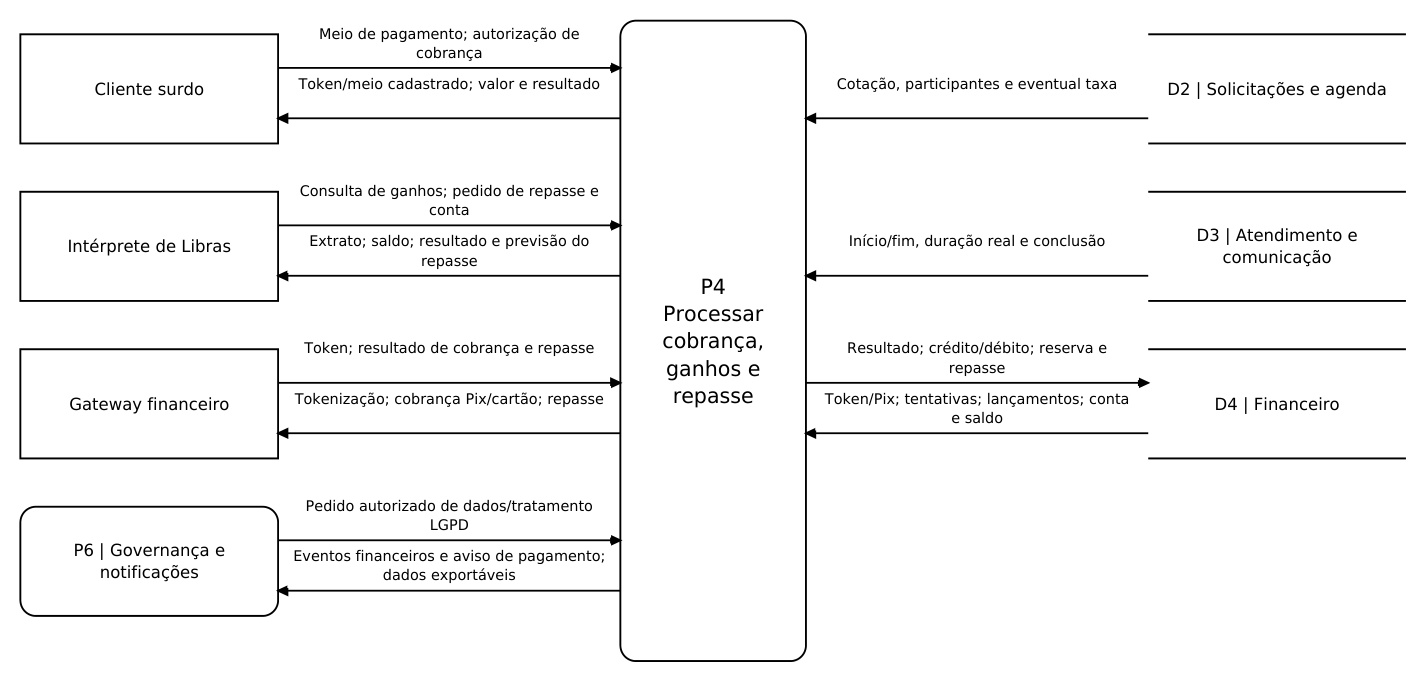 Meio de pagamento; autorização de
cobrança
Cliente surdo
Token/meio cadastrado; valor e resultado
Cotação, participantes e eventual taxa
D2 | Solicitações e agenda
Consulta de ganhos; pedido de repasse e
conta
Intérprete de Libras
Extrato; saldo; resultado e previsão do
repasse
Início/fim, duração real e conclusão
D3 | Atendimento e
comunicação
P4
Processar
cobrança,
ganhos e
repasse
Token; resultado de cobrança e repasse
Gateway financeiro
Tokenização; cobrança Pix/cartão; repasse
Resultado; crédito/débito; reserva e
repasse
Token/Pix; tentativas; lançamentos; conta
e saldo
D4 | Financeiro
Pedido autorizado de dados/tratamento
LGPD
P6 | Governança e
notificações
Eventos financeiros e aviso de pagamento;
dados exportáveis